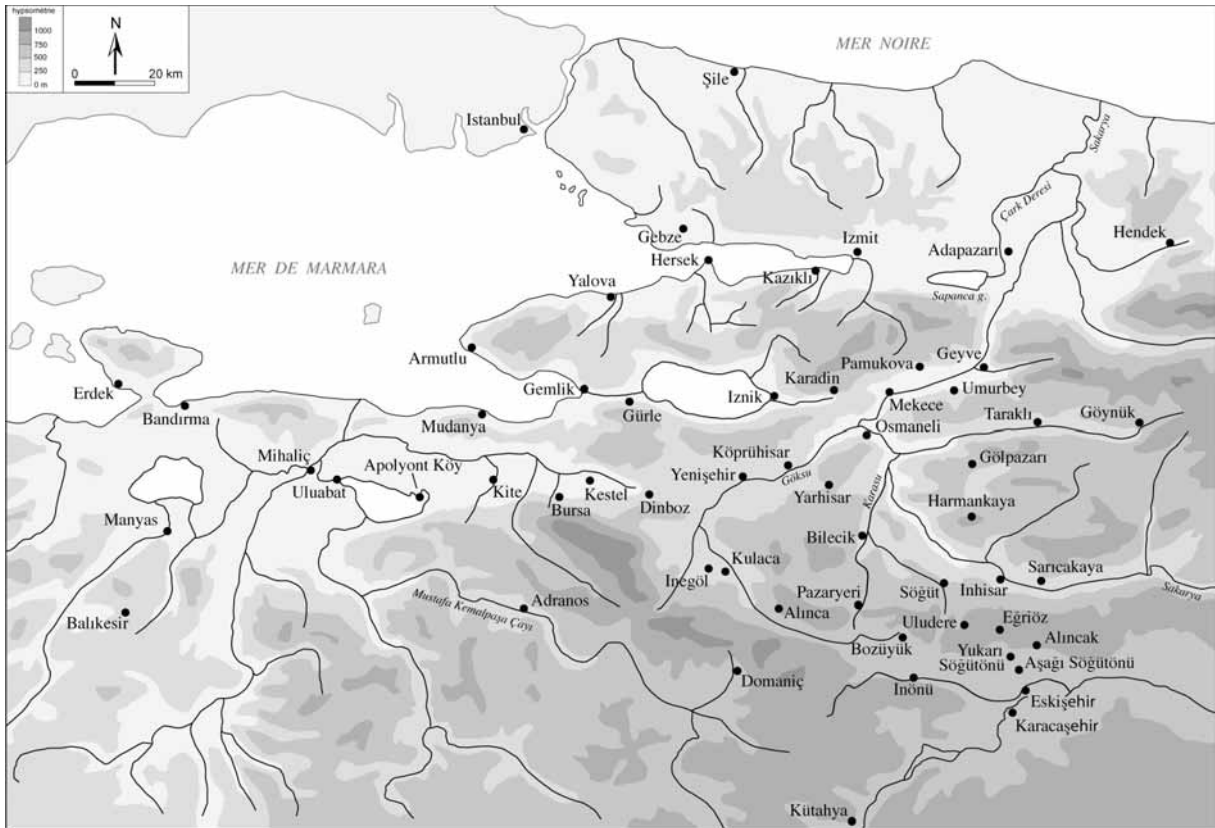 hypsométrie
1000
750
500
250
0 m
N
0 20 km
MER NOIRE
Şile
Istanbul
Sakarya
Çark Deresi
Gebze
Izmit
Adapazarı
Hendek
Hersek
MER DE MARMARA
Kazıklı
Yalova
Sapanca g.
Armutlu
Pamukova
Geyve
Erdek
Gemlik
Karadin
Iznik
Umurbey
Bandırma
Gürle
Mekece
Mudanya
Taraklı
Göynük
Osmaneli
Mihaliç
Köprühisar
Apolyont Köy
Gölpazarı
Yenişehir
Göksu
Uluabat
Kite
Kestel
Yarhisar
Bursa
Dinboz
Karasu
Harmankaya
Manyas
Bilecik
Kulaca
Inegöl
Sarıcakaya
Söğüt
Inhisar
Mustafa Kemalpaşa Çayı
Adranos
Pazaryeri
Sakarya
Balıkesir
Alınca
Uludere
Eğriöz
Bozüyük
Alıncak
Yukarı
Söğütönü
Aşağı Söğütönü
Domaniç
Inönü
Eskişehir
Karacaşehir
Kütahya